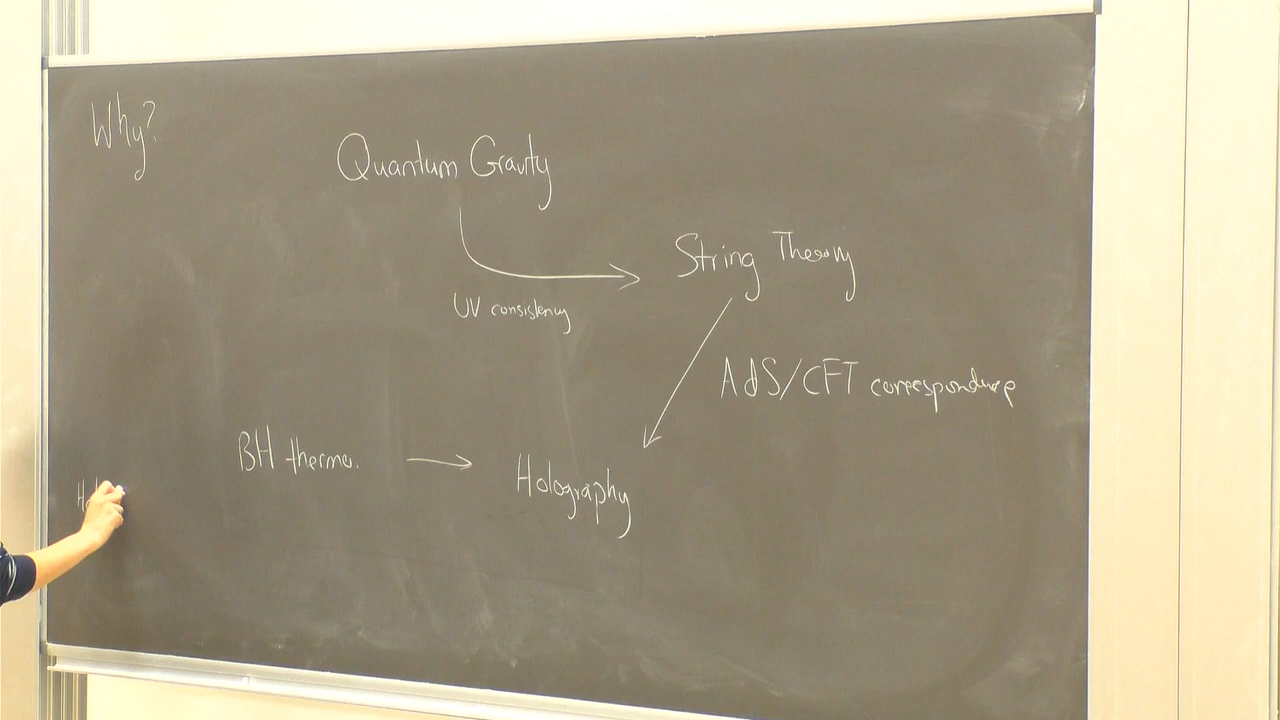 Why?
Quantum Gravity
String Theory
UV consistency
AdS/CFT correspondence
BH thermo. → Holography